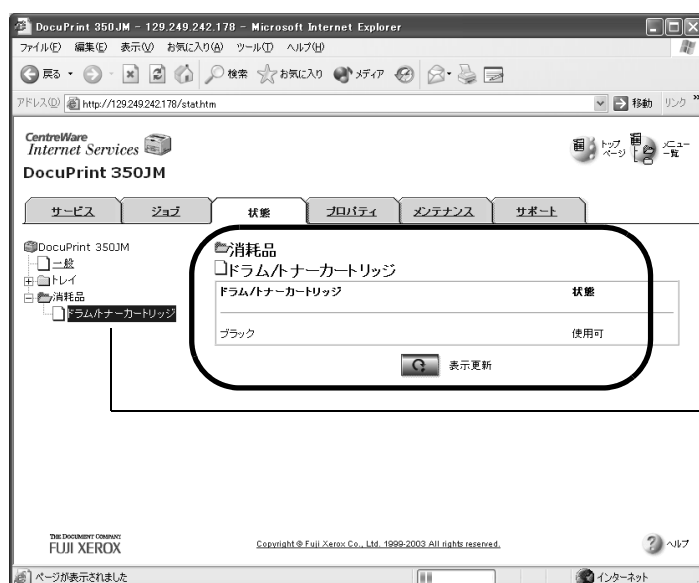 DocuPrint 350JM - 129.249.242.178 - Microsoft Internet Explorer
ファイル(F) 編集(E) 表示(V) お気に入り(A) ツール(T) ヘルプ(H)
戻る 検索 お気に入り メディア
アドレス(D) http://129.249.242.178/stat.htm 移動 リンク »
CentreWare
Internet Services
DocuPrint 350JM
トップページ メニュー一覧
サービス ジョブ 状態 プロパティ メンテナンス サポート
DocuPrint 350JM
一般
トレイ
消耗品
ドラム/トナーカートリッジ
消耗品
ドラム/トナーカートリッジ
ドラム/トナーカートリッジ 状態
ブラック 使用可
表示更新
THE DOCUMENT COMPANY
FUJI XEROX
Copyright © Fuji Xerox Co., Ltd. 1999-2003 All rights reserved.
ヘルプ
ページが表示されました インターネット